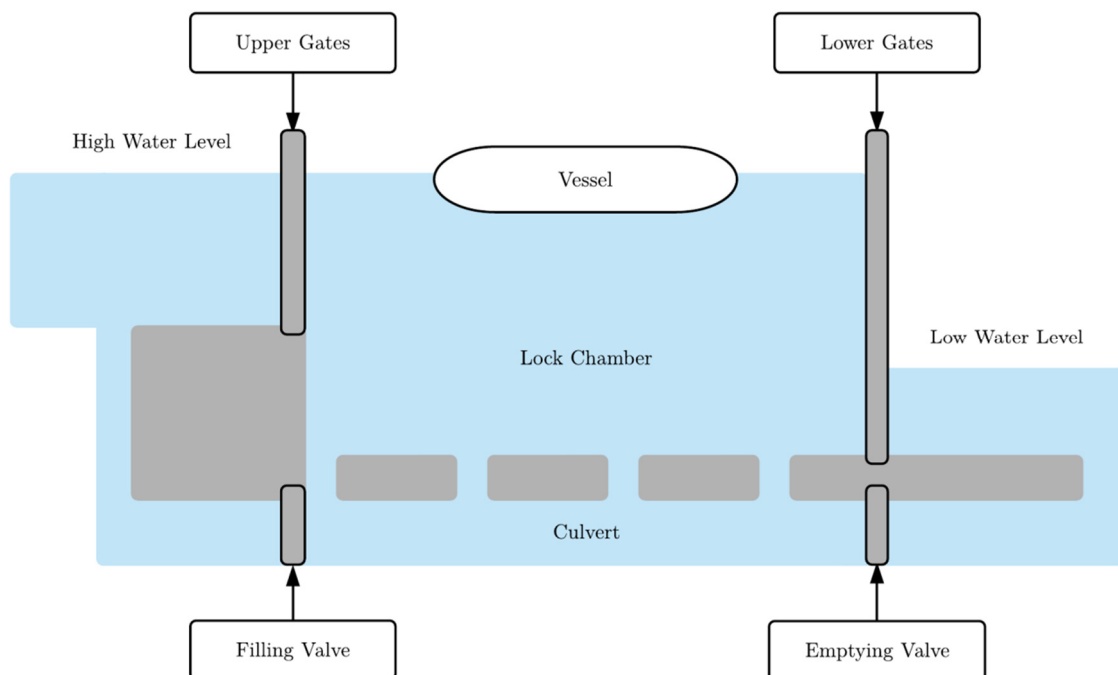 Upper Gates
Lower Gates
High Water Level
Vessel
Low Water Level
Lock Chamber
Culvert
Filling Valve
Emptying Valve